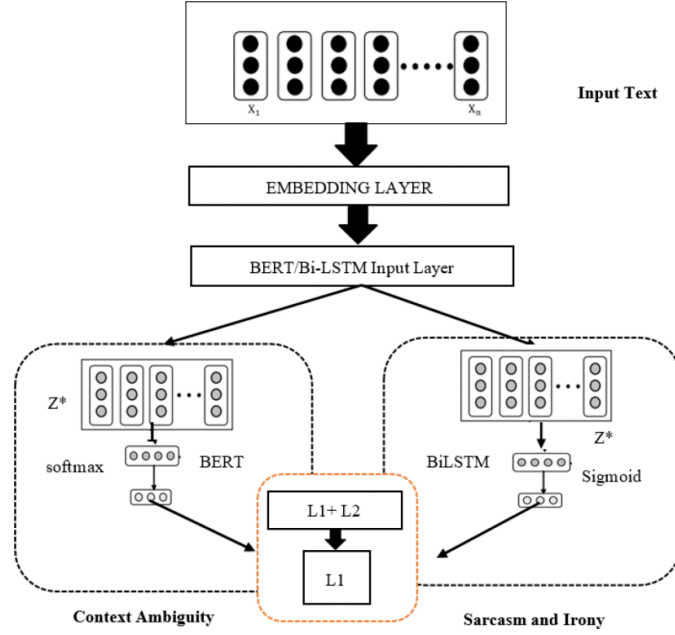 Input Text
X1
Xn
EMBEDDING LAYER
BERT/Bi-LSTM Input Layer
Z*
softmax
BERT
Z*
BiLSTM
Sigmoid
L1+ L2
L1
Context Ambiguity
Sarcasm and Irony